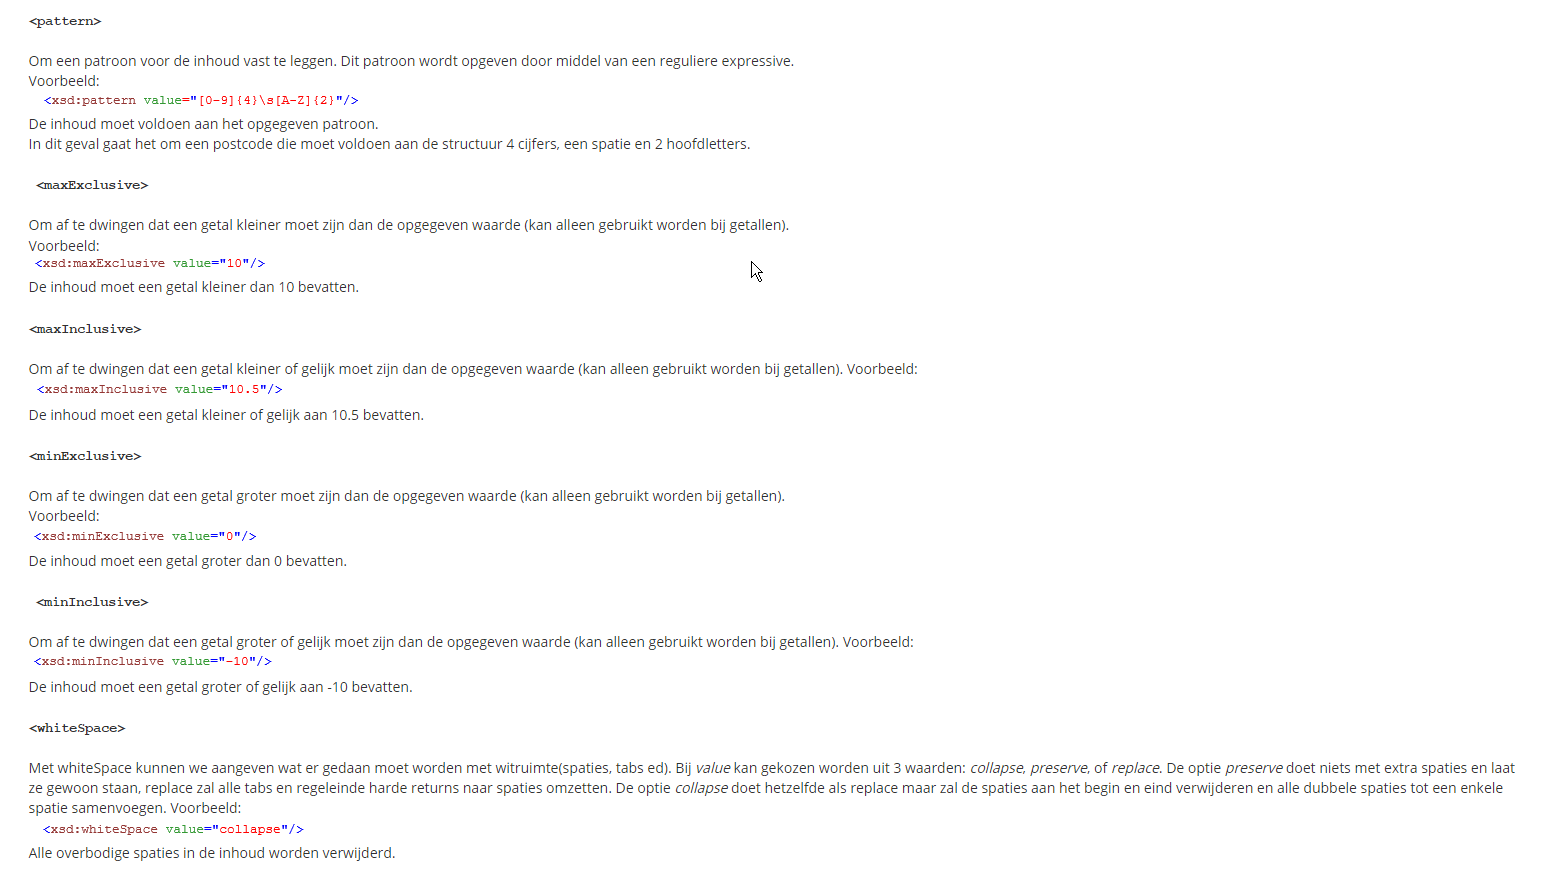 <pattern>
Om een patroon voor de inhoud vast te leggen. Dit patroon wordt opgeven door middel van een reguliere expressive.
Voorbeeld:
<xsd:pattern value="[0-9]{4}\s[A-Z]{2}"/>
De inhoud moet voldoen aan het opgegeven patroon.
In dit geval gaat het om een postcode die moet voldoen aan de structuur 4 cijfers, een spatie en 2 hoofdletters.
<maxExclusive>
Om af te dwingen dat een getal kleiner moet zijn dan de opgegeven waarde (kan alleen gebruikt worden bij getallen).
Voorbeeld:
<xsd:maxExclusive value="10"/>
De inhoud moet een getal kleiner dan 10 bevatten.
<maxInclusive>
Om af te dwingen dat een getal kleiner of gelijk moet zijn dan de opgegeven waarde (kan alleen gebruikt worden bij getallen). Voorbeeld:
<xsd:maxInclusive value="10.5"/>
De inhoud moet een getal kleiner of gelijk aan 10.5 bevatten.
<minExclusive>
Om af te dwingen dat een getal groter moet zijn dan de opgegeven waarde (kan alleen gebruikt worden bij getallen).
Voorbeeld:
<xsd:minExclusive value="0"/>
De inhoud moet een getal groter dan 0 bevatten.
<minInclusive>
Om af te dwingen dat een getal groter of gelijk moet zijn dan de opgegeven waarde (kan alleen gebruikt worden bij getallen). Voorbeeld:
<xsd:minInclusive value="-10"/>
De inhoud moet een getal groter of gelijk aan -10 bevatten.
<whiteSpace>
Met whiteSpace kunnen we aangeven wat er gedaan moet worden met witruimte(spaties, tabs ed). Bij value kan gekozen worden uit 3 waarden: collapse, preserve, of replace. De optie preserve doet niets met extra spaties en laat
ze gewoon staan, replace zal alle tabs en regeleinde harde returns naar spaties omzetten. De optie collapse doet hetzelfde als replace maar zal de spaties aan het begin en eind verwijderen en alle dubbele spaties tot een enkele
spatie samenvoegen. Voorbeeld:
<xsd:whiteSpace value="collapse"/>
Alle overbodige spaties in de inhoud worden verwijderd.